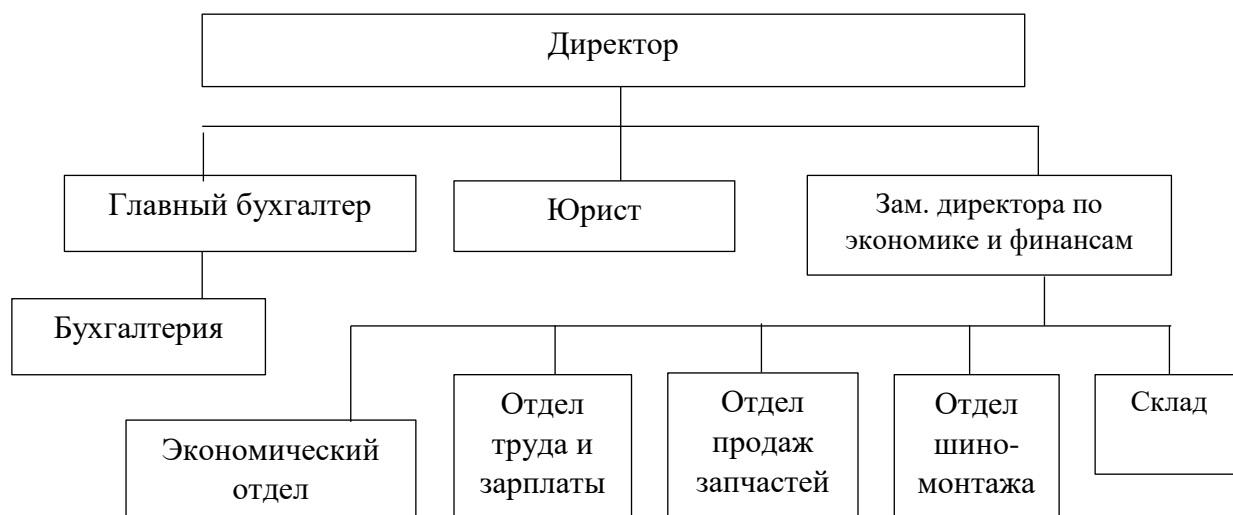 Директор
Главный бухгалтер
Юрист
Зам. директора по
экономике и финансам
Бухгалтерия
Экономический
отдел
Отдел
труда и
зарплаты
Отдел
продаж
запчастей
Отдел
шино-
монтажа
Склад